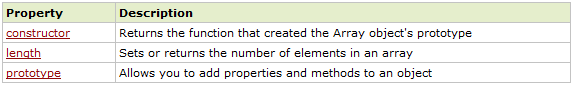 Property Description
constructor Returns the function that created the Array object's prototype
length Sets or returns the number of elements in an array
prototype Allows you to add properties and methods to an object